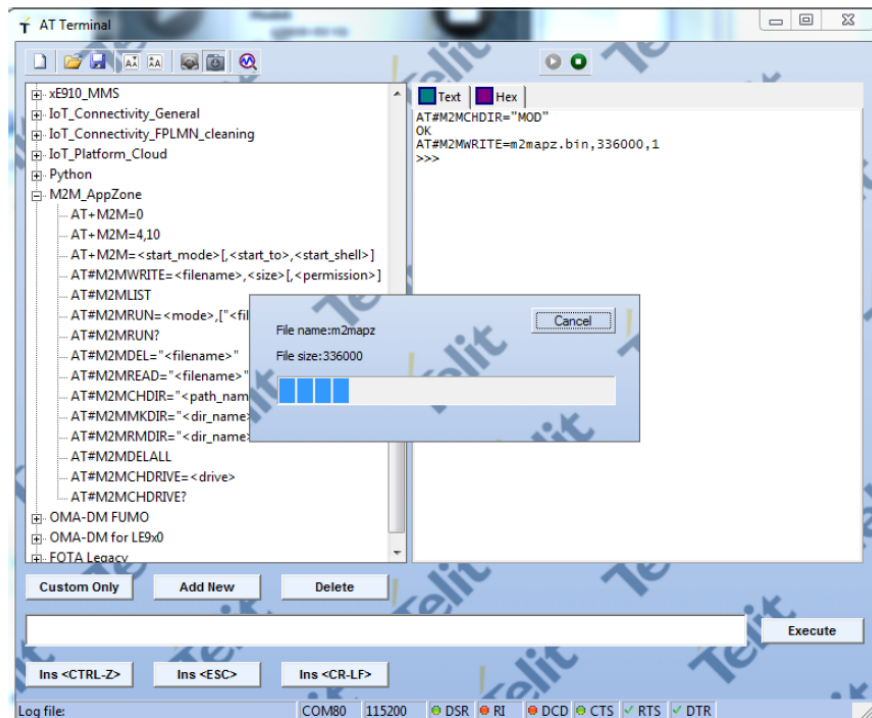 AT Terminal
xE910_MMS
IoT_Connectivity_General
IoT_Connectivity_FPLMN_cleaning
IoT_Platform_Cloud
Python
M2M_AppZone
AT+M2M=0
AT+M2M=4,10
AT+M2M=<start_mode>[,<start_to>,<start_shell>]
AT#M2MWRITE=<filename>,<size>[,<permission>]
AT#M2MLIST
AT#M2MRUN=<mode>,["<fil
AT#M2MRUN?
AT#M2MDEL="<filename>"
AT#M2MREAD="<filename>"
AT#M2MCHDIR="<path_nam
AT#M2MMKDIR="<dir_name>
AT#M2MRMDIR="<dir_name>
AT#M2MDELALL
AT#M2MCHDRIVE=<drive>
AT#M2MCHDRIVE?
OMA-DM FUMO
OMA-DM for LE9x0
FOTA Legacy
Text Hex
AT#M2MCHDIR="MOD"
OK
AT#M2MWRITE=m2mapz.bin,336000,1
>>>
File name:m2mapz
Cancel
File size:336000
Custom Only Add New Delete
Execute
Ins <CTRL-Z> Ins <ESC> Ins <CR-LF>
Log file: COM80 115200 DSR RI DCD CTS RTS DTR
Telit